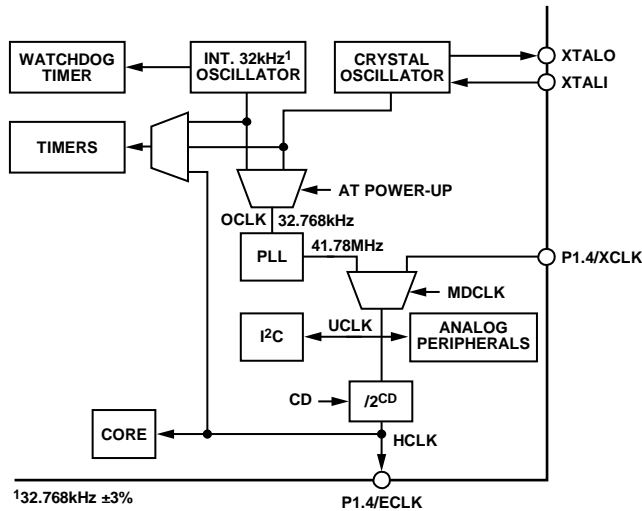 WATCHDOG
TIMER
INT. 32kHz¹
OSCILLATOR
CRYSTAL
OSCILLATOR
XTALO
XTALI
TIMERS
AT POWER-UP
OCLK
32.768kHz
PLL
41.78MHz
P1.4/XCLK
MDCLK
I²C
UCLK
ANALOG
PERIPHERALS
CD
/2ᶜᴰ
CORE
HCLK
¹32.768kHz ±3%
P1.4/ECLK